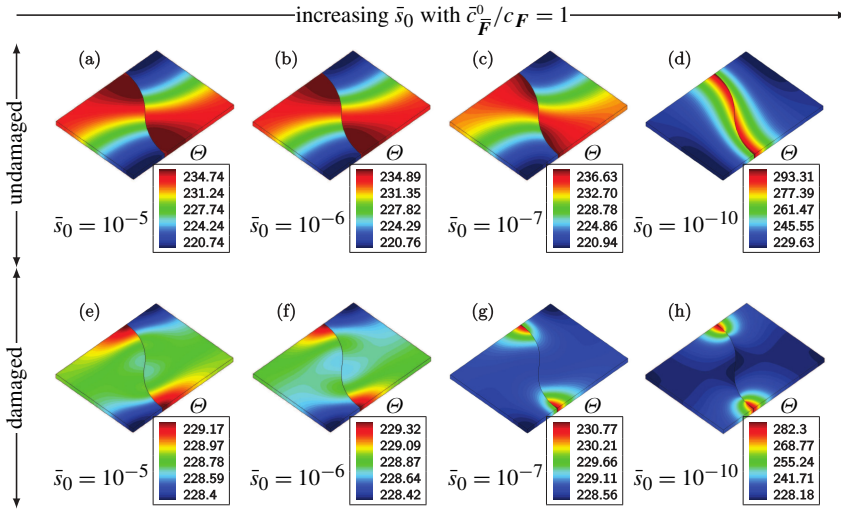 increasing s̄₀ with c̄⁰_F̄/c_F = 1
undamaged
(a)
(b)
(c)
(d)
Θ
234.74
231.24
227.74
224.24
220.74
s̄₀ = 10⁻⁵
Θ
234.89
231.35
227.82
224.29
220.76
s̄₀ = 10⁻⁶
Θ
236.63
232.70
228.78
224.86
220.94
s̄₀ = 10⁻⁷
Θ
293.31
277.39
261.47
245.55
229.63
s̄₀ = 10⁻¹⁰
damaged
(e)
(f)
(g)
(h)
Θ
229.17
228.97
228.78
228.59
228.4
s̄₀ = 10⁻⁵
Θ
229.32
229.09
228.87
228.64
228.42
s̄₀ = 10⁻⁶
Θ
230.77
230.21
229.66
229.11
228.56
s̄₀ = 10⁻⁷
Θ
282.3
268.77
255.24
241.71
228.18
s̄₀ = 10⁻¹⁰